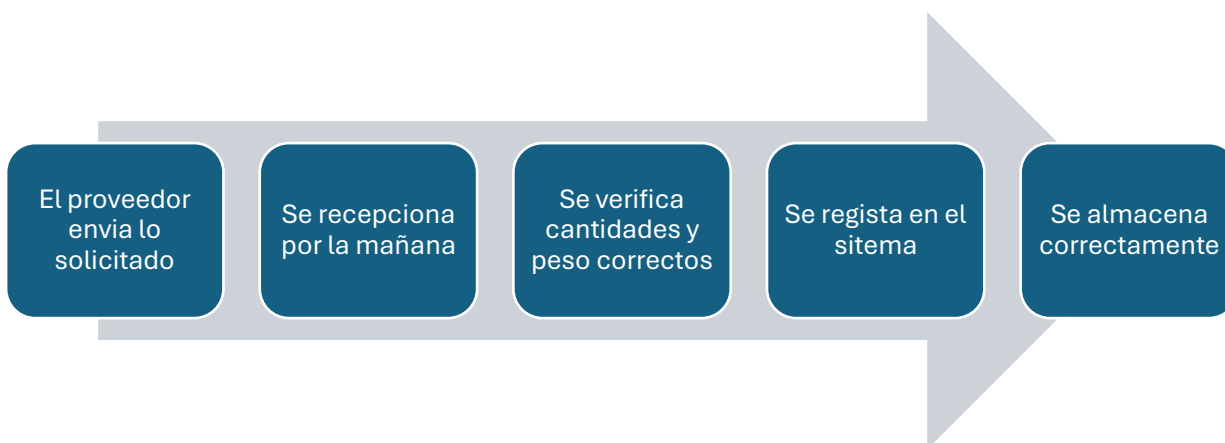 El proveedor
envia lo
solicitado
Se recepciona
por la mañana
Se verifica
cantidades y
peso correctos
Se regista en el
sitema
Se almacena
correctamente